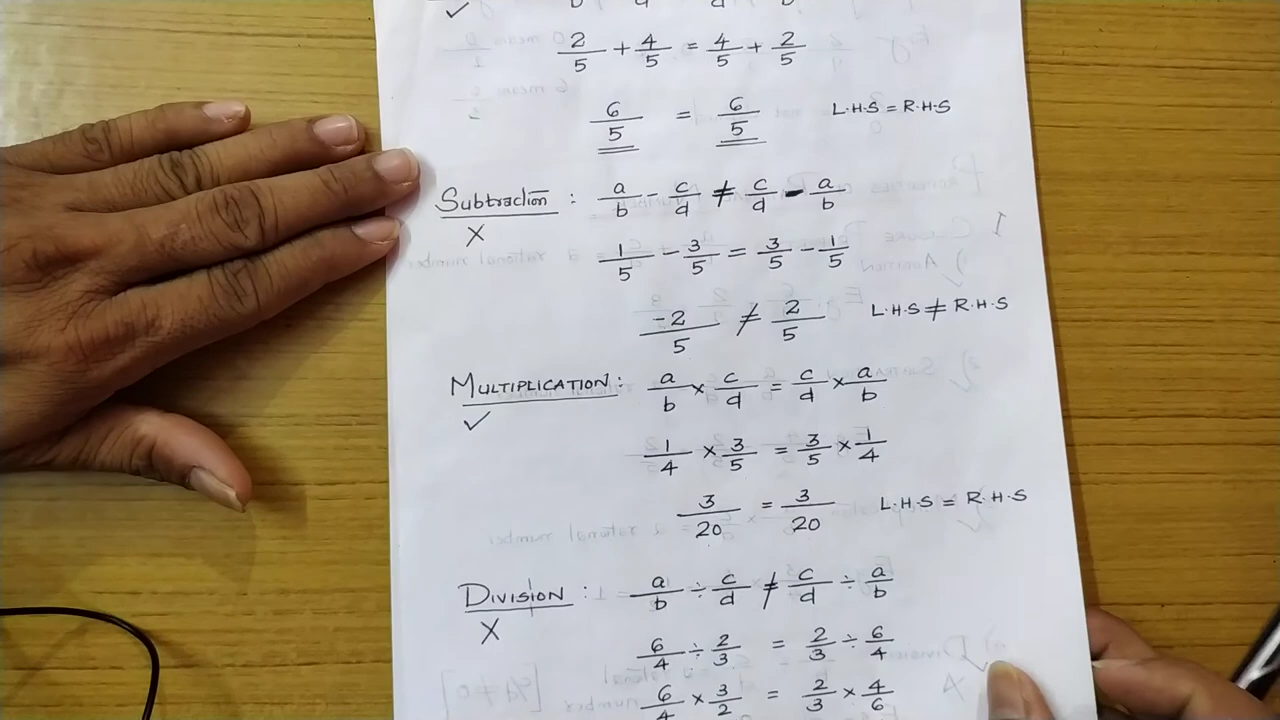 2/5 + 4/5 = 4/5 + 2/5
6/5 = 6/5 L.H.S = R.H.S
Subtraction : a/b - c/d ≠ c/d - a/b
X
1/5 - 3/5 = 3/5 - 1/5
-2/5 ≠ 2/5 L.H.S ≠ R.H.S
MULTIPLICATION : a/b × c/d = c/d × a/b
✓
1/4 × 3/5 = 3/5 × 1/4
3/20 = 3/20 L.H.S = R.H.S
DIVISION : a/b ÷ c/d ≠ c/d ÷ a/b
X
6/4 ÷ 2/3 = 2/3 ÷ 6/4
6/4 × 3/2 = 2/3 × 4/6